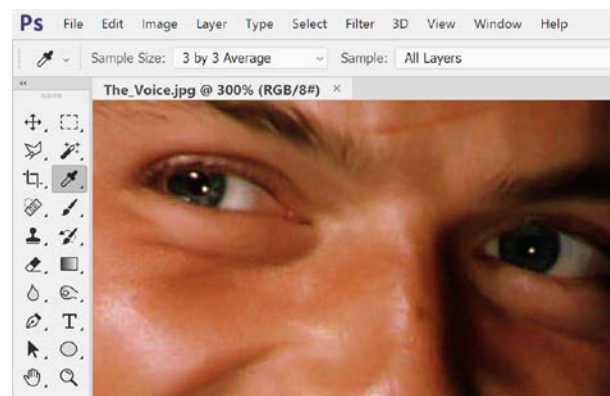 Ps File Edit Image Layer Type Select Filter 3D View Window Help
Sample Size: 3 by 3 Average Sample: All Layers
The_Voice.jpg @ 300% (RGB/8#) ×